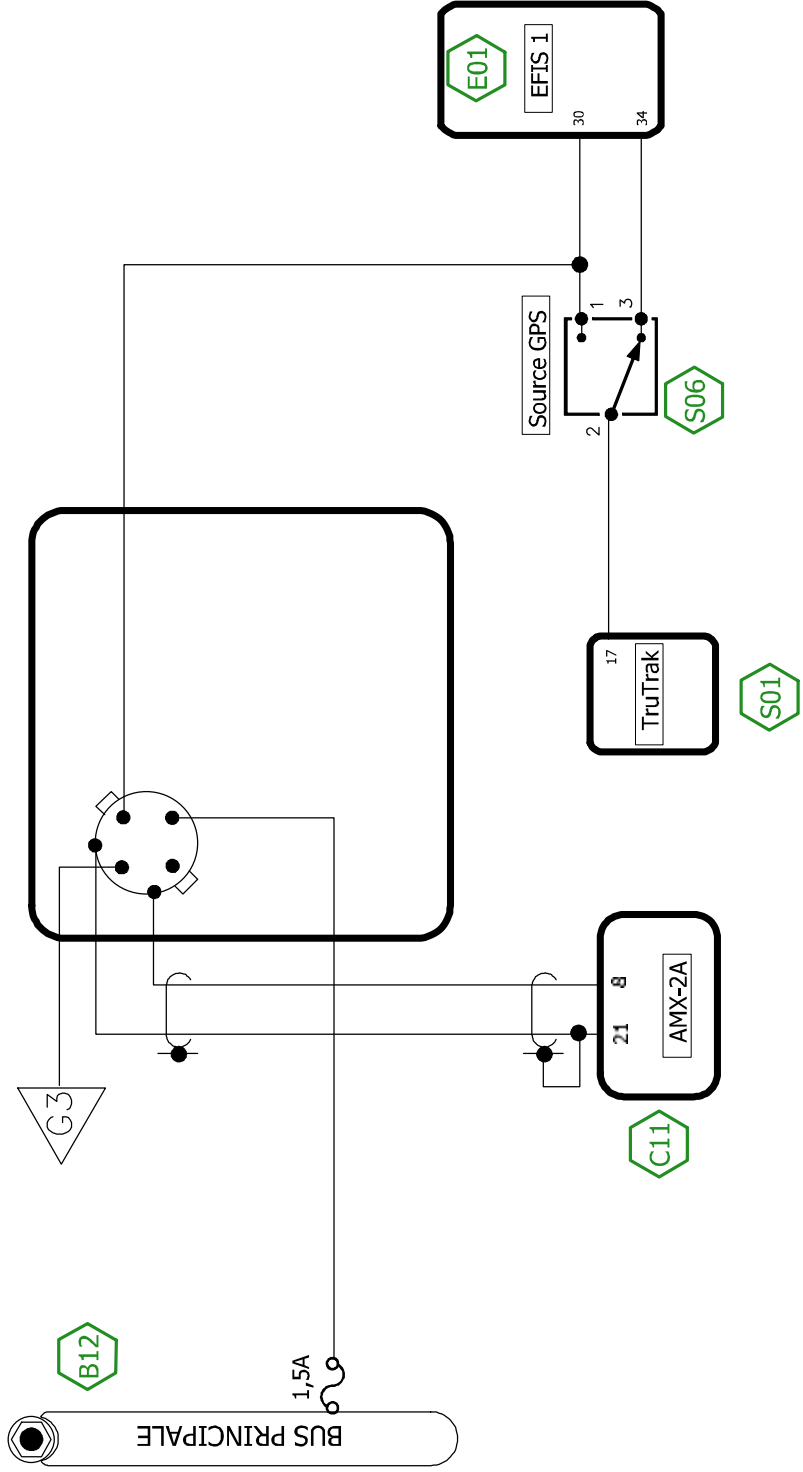 E01
EFIS 1
30
34
Source GPS
1
3
2
S06
17
TruTrak
S01
8
21
AMX-2A
C11
G3
B12
1,5A
BUS PRINCIPALE